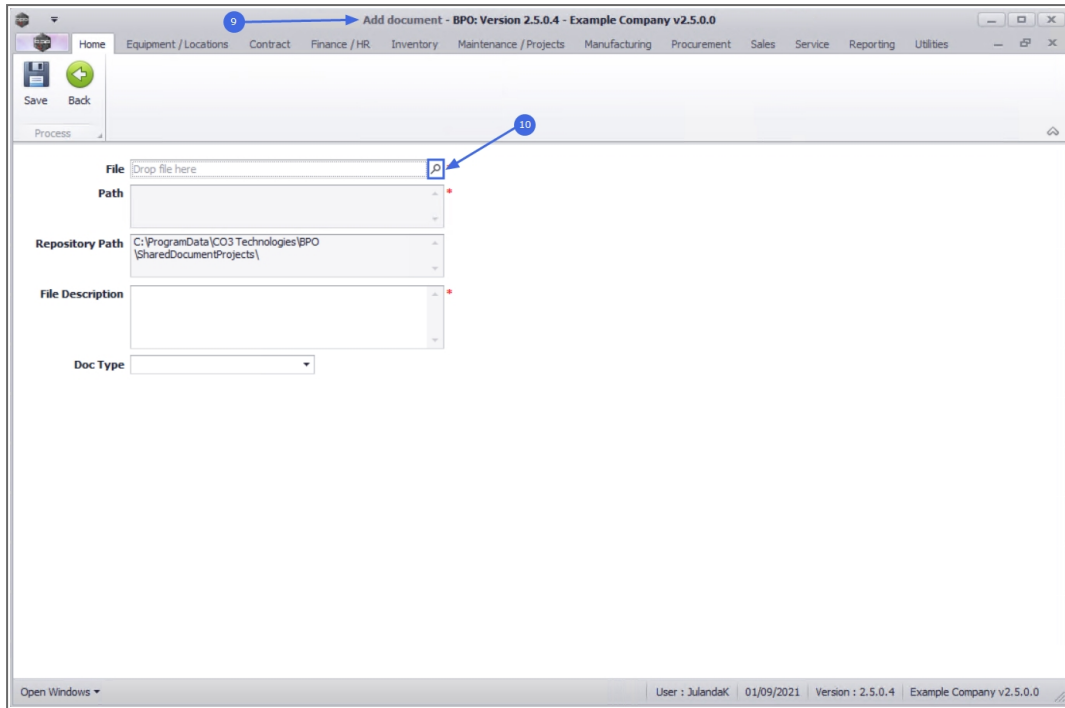 9
Add document - BPO: Version 2.5.0.4 - Example Company v2.5.0.0
Home Equipment / Locations Contract Finance / HR Inventory Maintenance / Projects Manufacturing Procurement Sales Service Reporting Utilities
Save Back
Process
10
File Drop file here
Path *
Repository Path C:\ProgramData\CO3 Technologies\BPO
\SharedDocumentProjects\
File Description *
Doc Type
Open Windows User : JulandaK 01/09/2021 Version : 2.5.0.4 Example Company v2.5.0.0